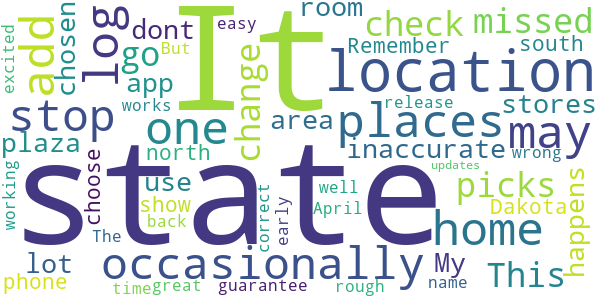 It
state
location
occasionally
home
places
one
stop
may
log
add
This
go
picks
check
missed
change
inaccurate
lot
use
plaza
area
room
stores
My
dont
app
chosen
choose
north
south
Dakota
happens
phone
show
Remember
working
excited
But
easy
works
release
wrong
updates
back
The
correct
early
well
April
name
time
great
guarantee
rough